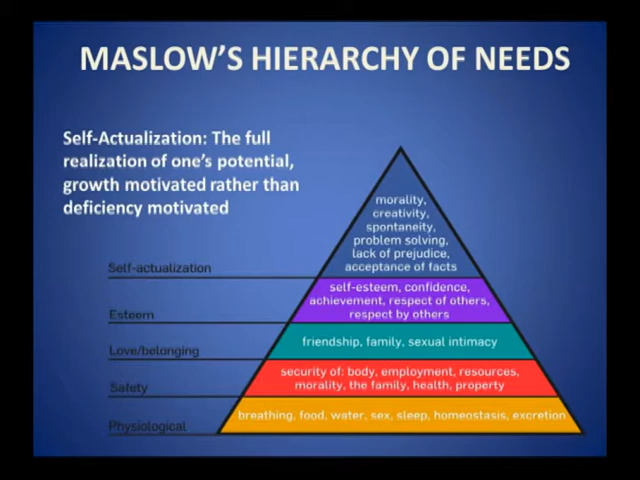 MASLOW'S HIERARCHY OF NEEDS
Self-Actualization: The full
realization of one's potential,
growth motivated rather than
deficiency motivated
morality,
creativity,
spontaneity,
problem solving,
lack of prejudice,
acceptance of facts
Self-actualization
self-esteem, confidence,
achievement, respect of others,
respect by others
Esteem
friendship, family, sexual intimacy
Love/belonging
security of: body, employment, resources,
morality, the family, health, property
Safety
breathing, food, water, sex, sleep, homeostasis, excretion
Physiological